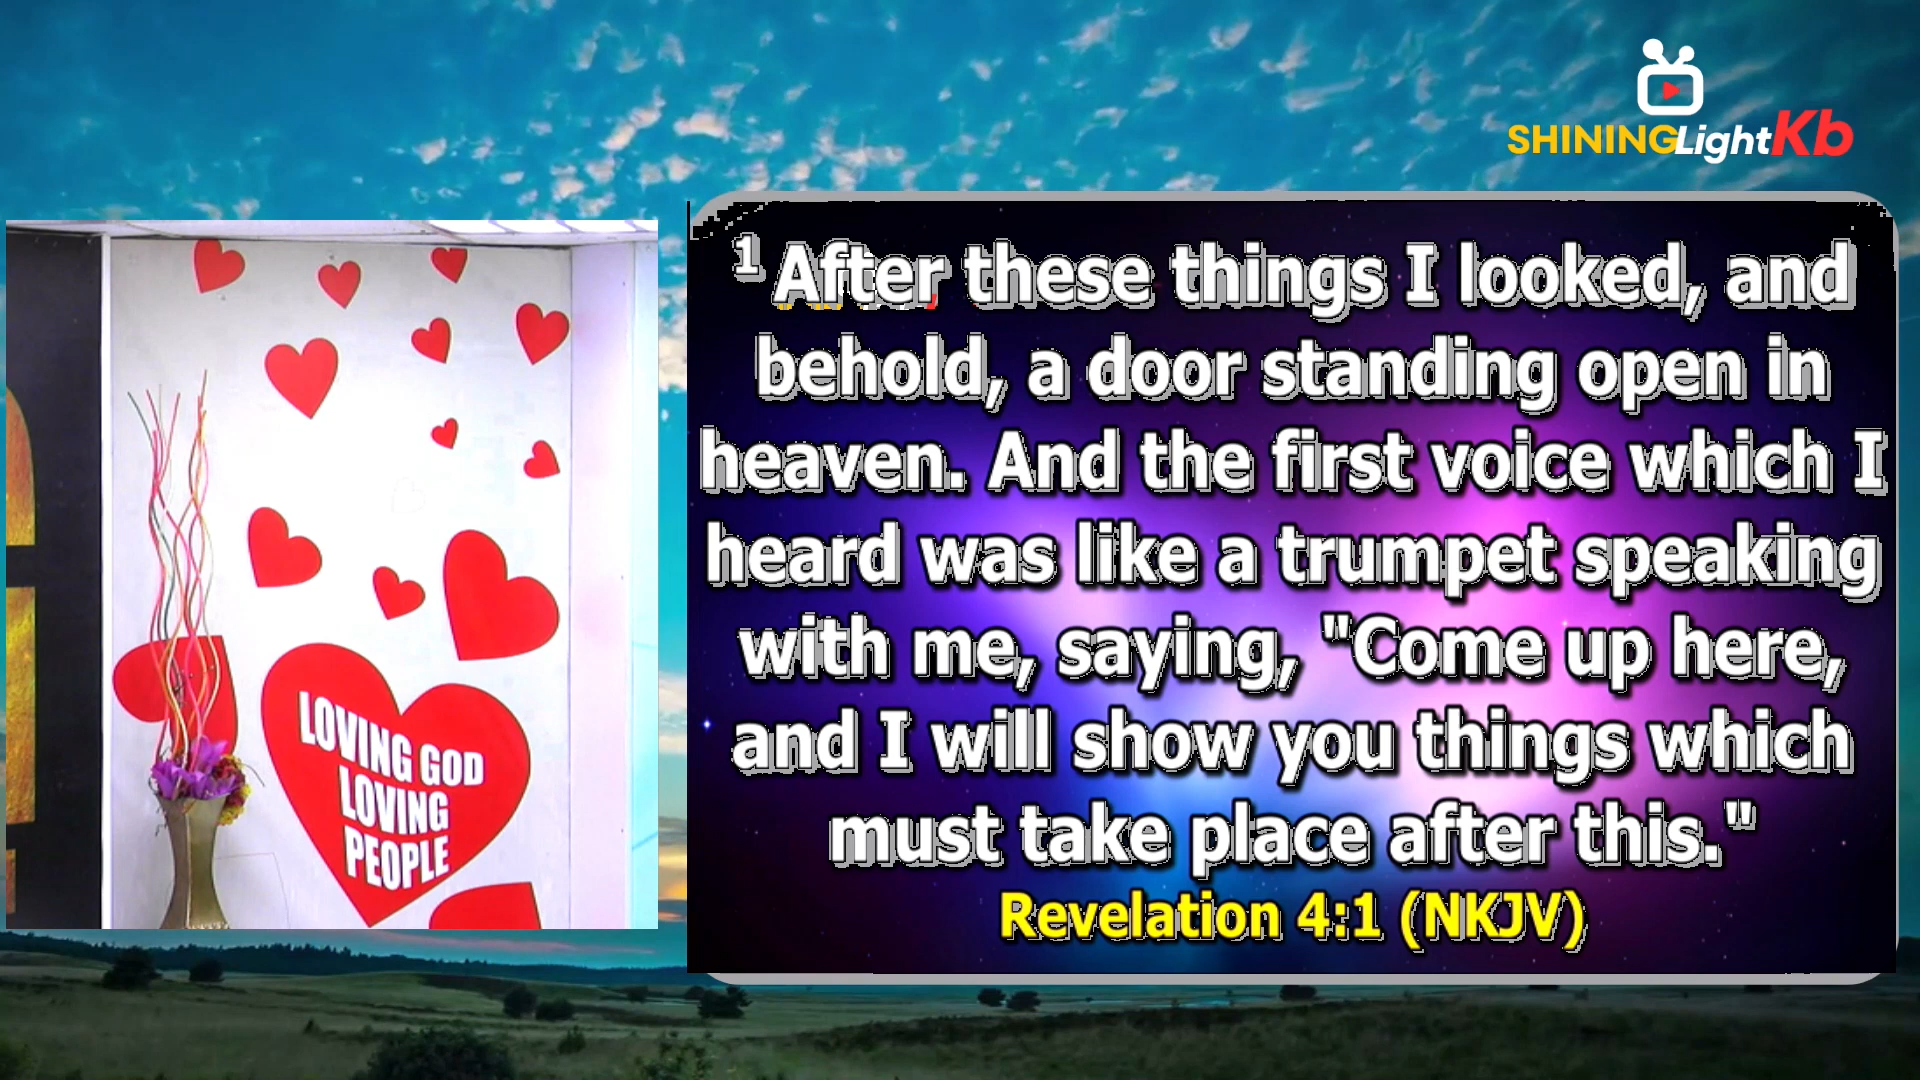 SHININGLightKb
1 After these things I looked, and
behold, a door standing open in
heaven. And the first voice which I
heard was like a trumpet speaking
with me, saying, "Come up here,
and I will show you things which
must take place after this."
Revelation 4:1 (NKJV)
LOVING GOD
LOVING
PEOPLE